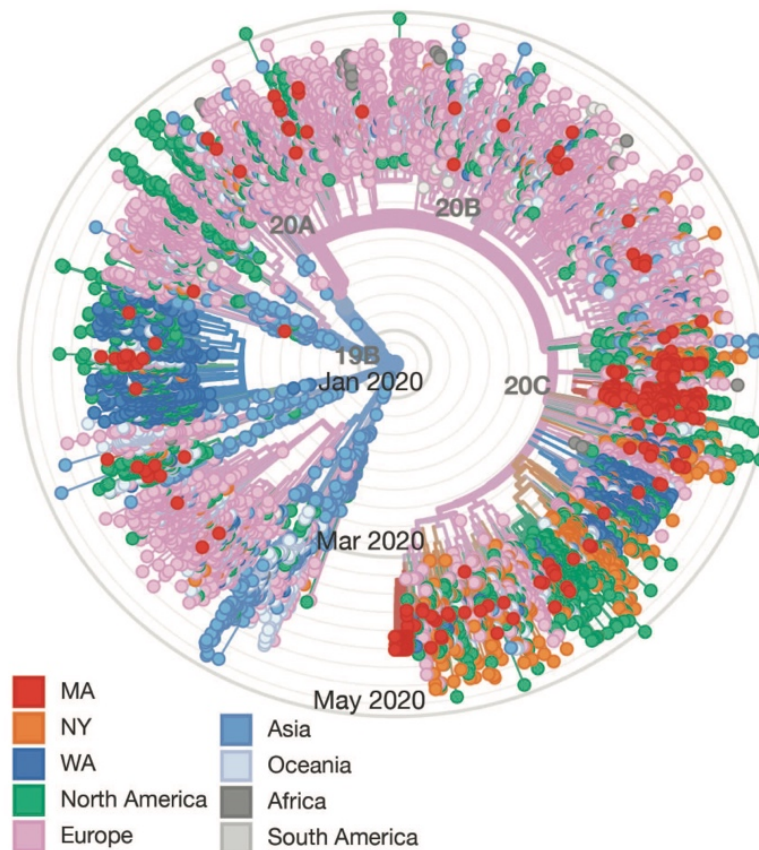 20A
20B
19B
Jan 2020
20C
Mar 2020
May 2020
MA
NY
WA
North America
Europe
Asia
Oceania
Africa
South America